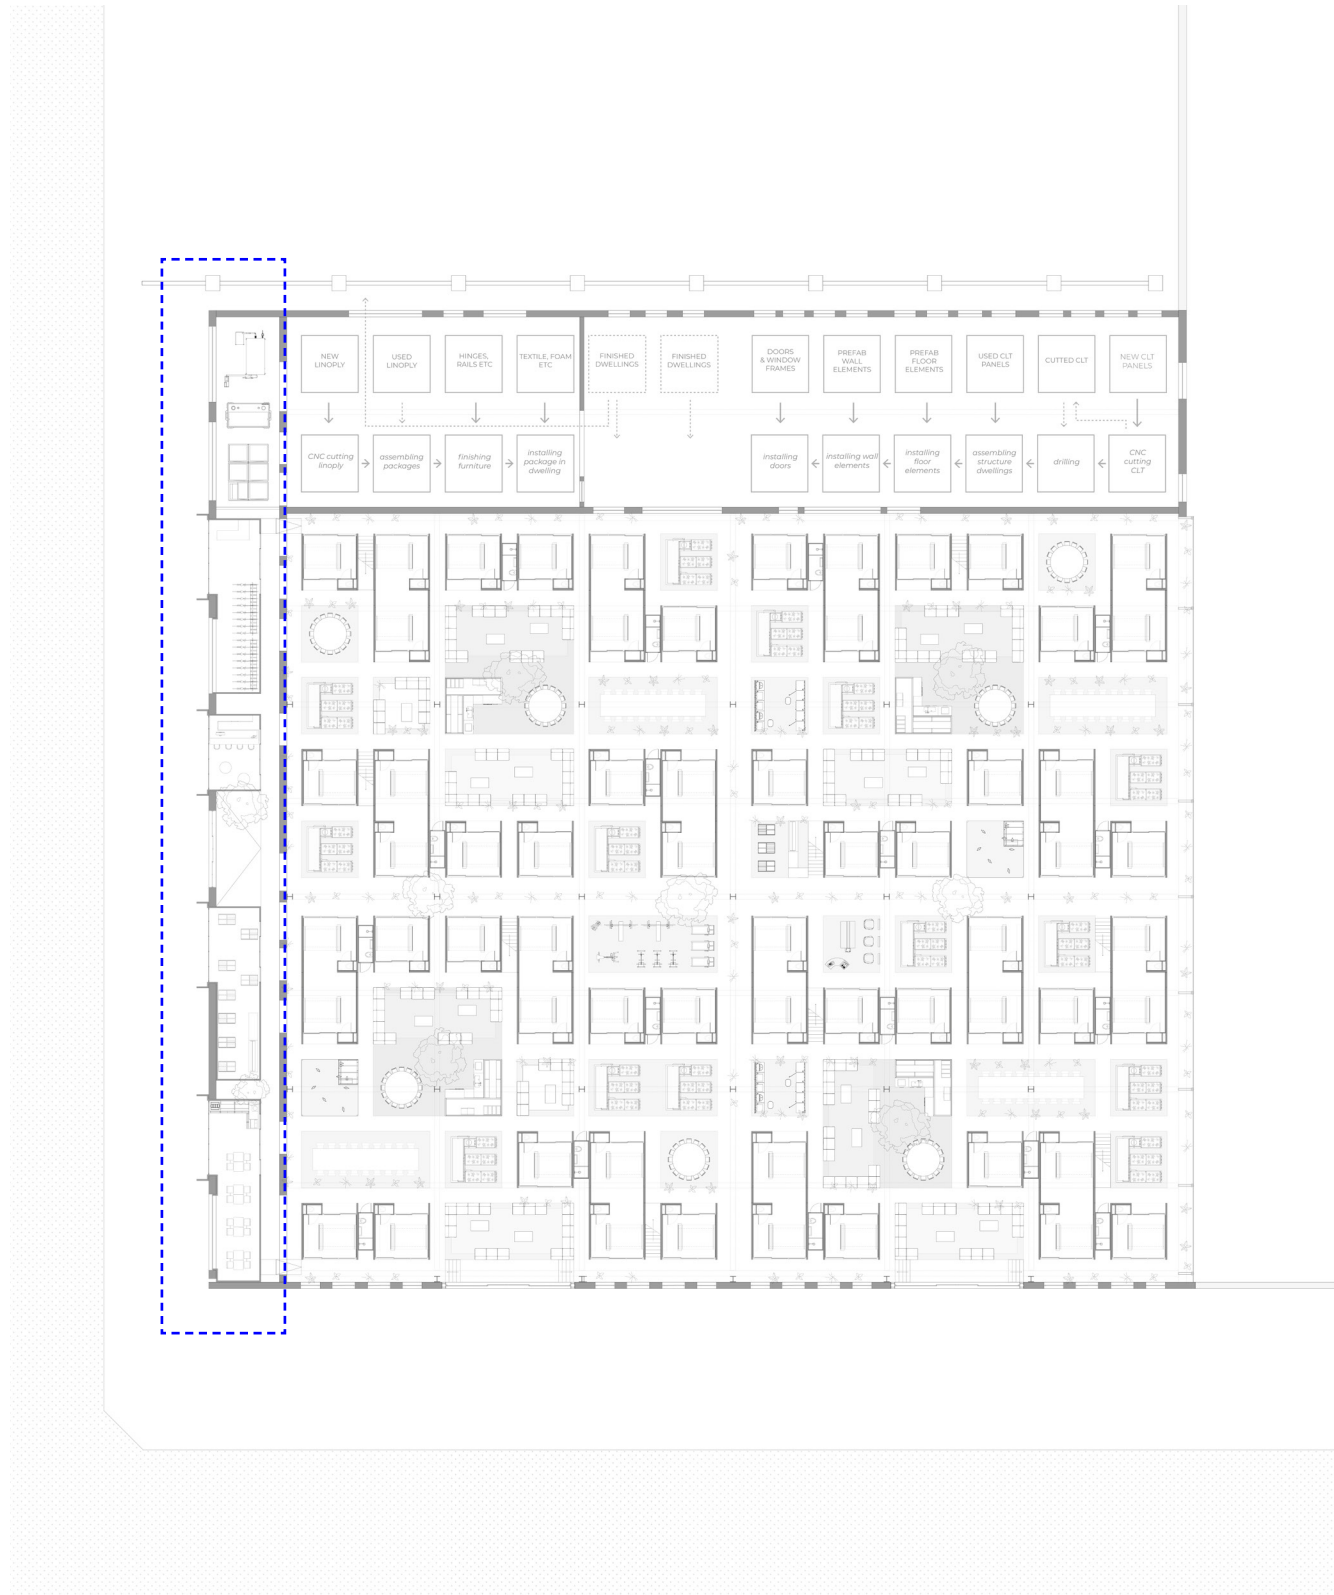 NEW
LINOPLY
USED
LINOPLY
HINGES,
RAILS ETC
TEXTILE, FOAM
ETC
FINISHED
DWELLINGS
FINISHED
DWELLINGS
DOORS
& WINDOW
FRAMES
PREFAB
WALL
ELEMENTS
PREFAB
FLOOR
ELEMENTS
USED CLT
PANELS
CUTTED CLT
NEW CLT
PANELS
CNC cutting
linoply
assembling
packages
finishing
furniture
installing
package in
dwelling
installing
doors
installing wall
elements
installing
floor
elements
assembling
structure
dwellings
drilling
CNC
cutting
CLT